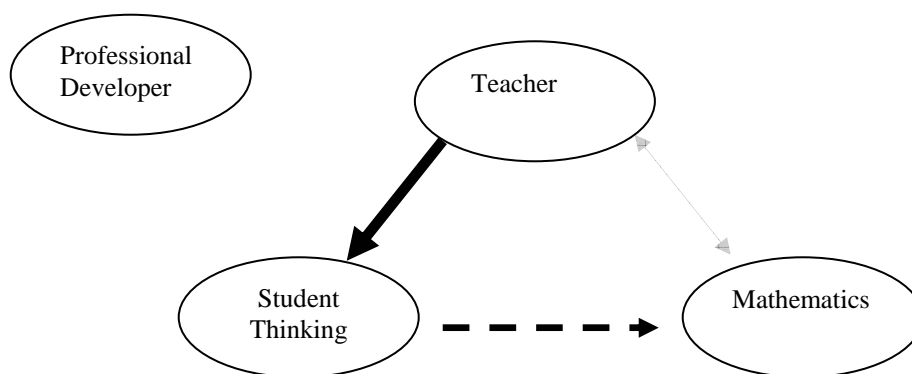 Professional
Developer
Teacher
Student
Thinking
Mathematics